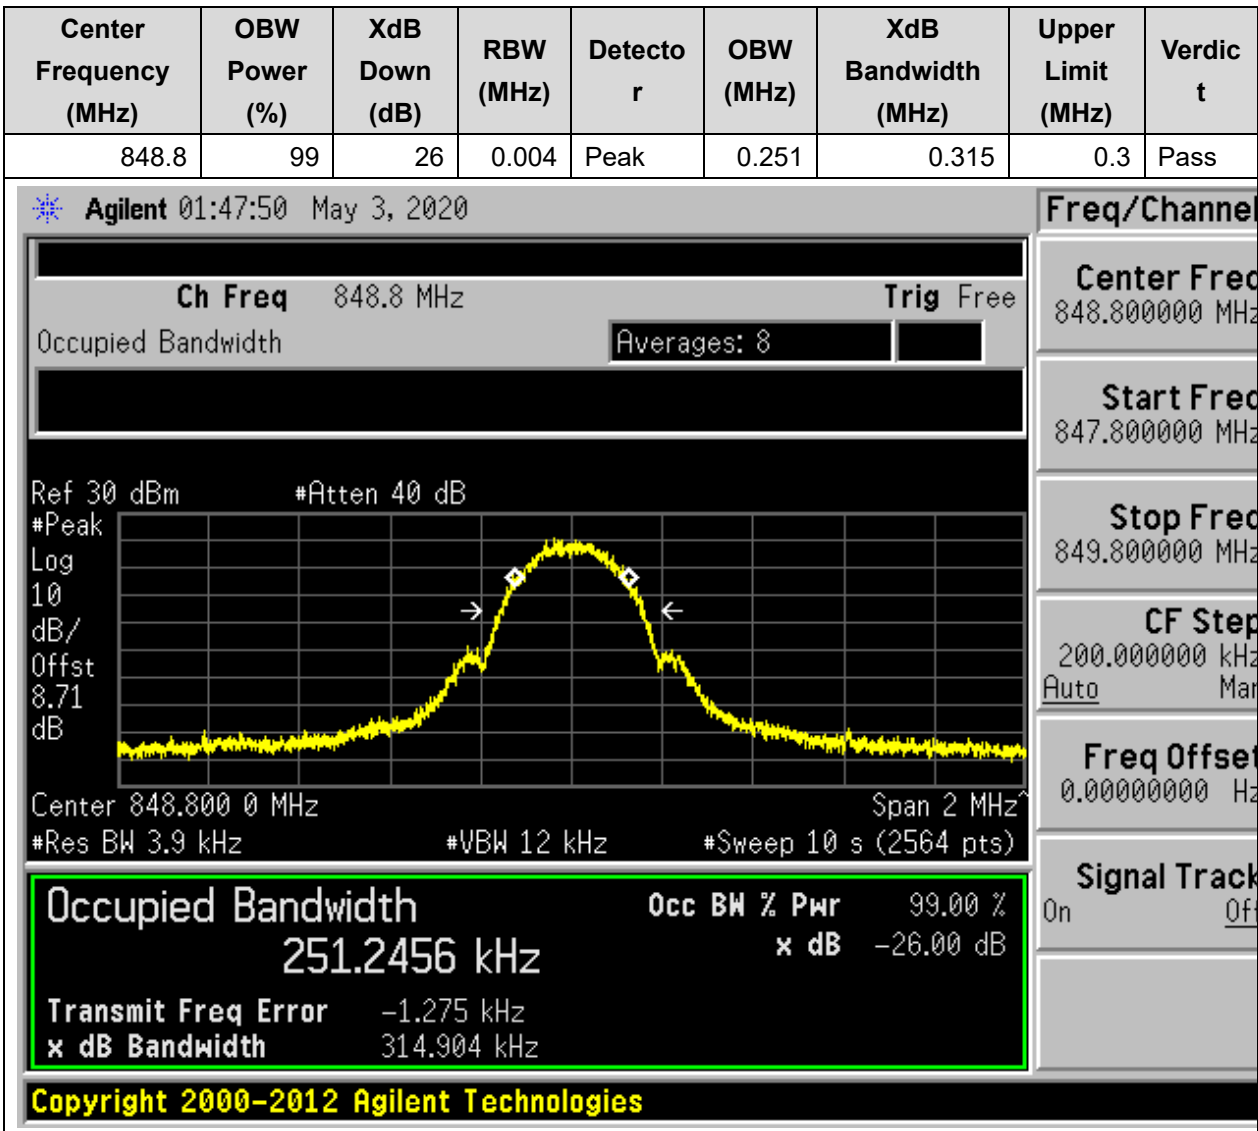 Center Frequency (MHz) OBW Power (%) XdB Down (dB) RBW (MHz) Detecto r OBW (MHz) XdB Bandwidth (MHz) Upper Limit (MHz) Verdic t
848.8 99 26 0.004 Peak 0.251 0.315 0.3 Pass
Agilent 01:47:50 May 3, 2020
Freq/Channel
Ch Freq 848.8 MHz Trig Free
Occupied Bandwidth Averages: 8
Center Freq
848.800000 MHz
Start Freq
847.800000 MHz
Stop Freq
849.800000 MHz
CF Step
200.000000 kHz
Auto Man
Freq Offset
0.00000000 Hz
Signal Track
On Off
Ref 30 dBm #Atten 40 dB
#Peak
Log
10
dB/
Offst
8.71
dB
Center 848.800 0 MHz Span 2 MHz^
#Res BW 3.9 kHz #VBW 12 kHz #Sweep 10 s (2564 pts)
Occupied Bandwidth Occ BW % Pwr 99.00 %
251.2456 kHz x dB -26.00 dB
Transmit Freq Error -1.275 kHz
x dB Bandwidth 314.904 kHz
Copyright 2000-2012 Agilent Technologies